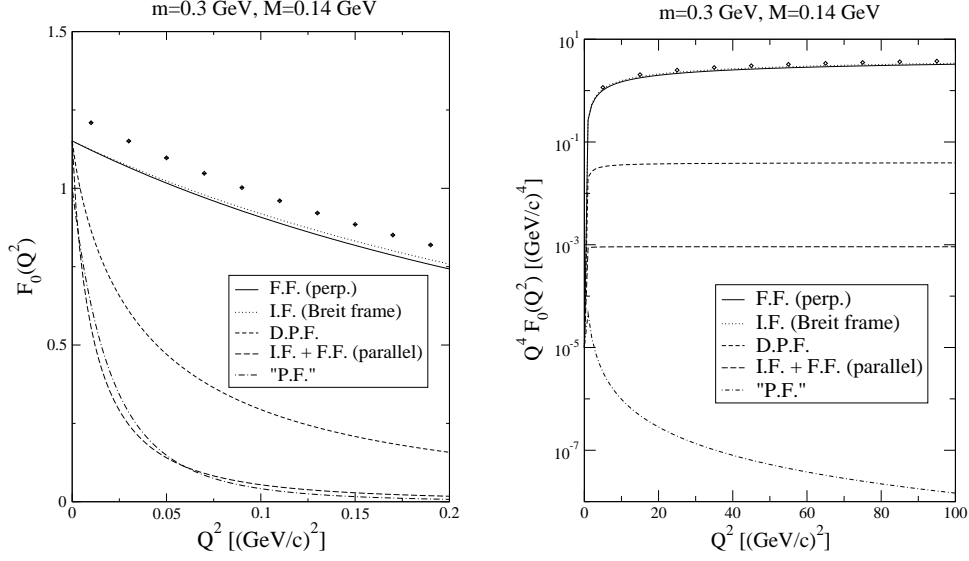 m=0.3 GeV, M=0.14 GeV
1.5
1
0.5
0
F₀(Q²)
F.F. (perp.)
I.F. (Breit frame)
D.P.F.
I.F. + F.F. (parallel)
"P.F."
0 0.05 0.1 0.15 0.2
Q² [(GeV/c)²]
m=0.3 GeV, M=0.14 GeV
10¹
10⁻¹
10⁻³
10⁻⁵
10⁻⁷
Q⁴ F₀(Q²) [(GeV/c)⁴]
F.F. (perp.)
I.F. (Breit frame)
D.P.F.
I.F. + F.F. (parallel)
"P.F."
0 20 40 60 80 100
Q² [(GeV/c)²]